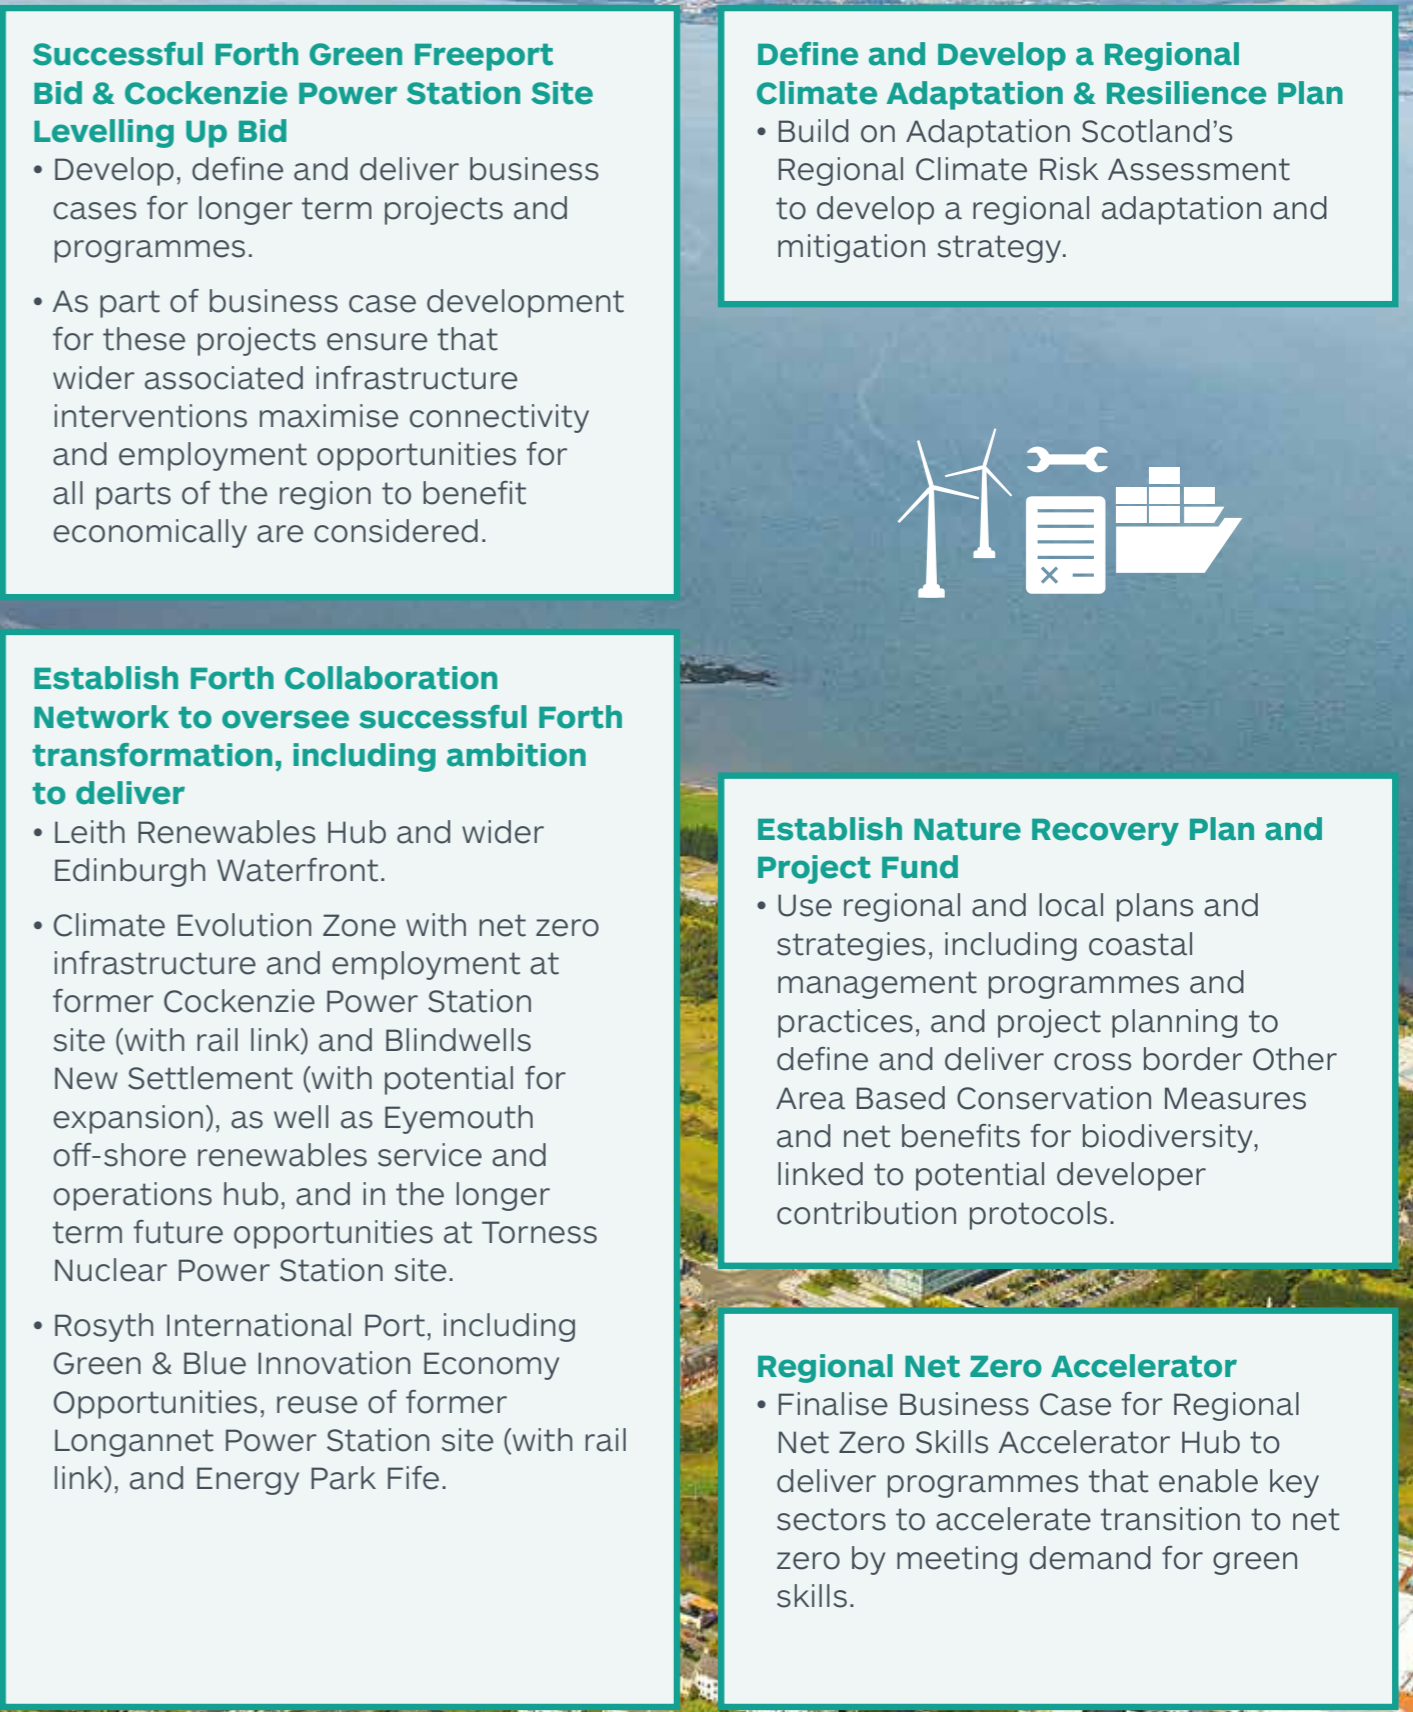 Successful Forth Green Freeport
Bid & Cockenzie Power Station Site
Levelling Up Bid
• Develop, define and deliver business
cases for longer term projects and
programmes.
• As part of business case development
for these projects ensure that
wider associated infrastructure
interventions maximise connectivity
and employment opportunities for
all parts of the region to benefit
economically are considered.
Establish Forth Collaboration
Network to oversee successful Forth
transformation, including ambition
to deliver
• Leith Renewables Hub and wider
Edinburgh Waterfront.
• Climate Evolution Zone with net zero
infrastructure and employment at
former Cockenzie Power Station
site (with rail link) and Blindwells
New Settlement (with potential for
expansion), as well as Eyemouth
off-shore renewables service and
operations hub, and in the longer
term future opportunities at Torness
Nuclear Power Station site.
• Rosyth International Port, including
Green & Blue Innovation Economy
Opportunities, reuse of former
Longannet Power Station site (with rail
link), and Energy Park Fife.
Define and Develop a Regional
Climate Adaptation & Resilience Plan
• Build on Adaptation Scotland’s
Regional Climate Risk Assessment
to develop a regional adaptation and
mitigation strategy.
Establish Nature Recovery Plan and
Project Fund
• Use regional and local plans and
strategies, including coastal
management programmes and
practices, and project planning to
define and deliver cross border Other
Area Based Conservation Measures
and net benefits for biodiversity,
linked to potential developer
contribution protocols.
Regional Net Zero Accelerator
• Finalise Business Case for Regional
Net Zero Skills Accelerator Hub to
deliver programmes that enable key
sectors to accelerate transition to net
zero by meeting demand for green
skills.